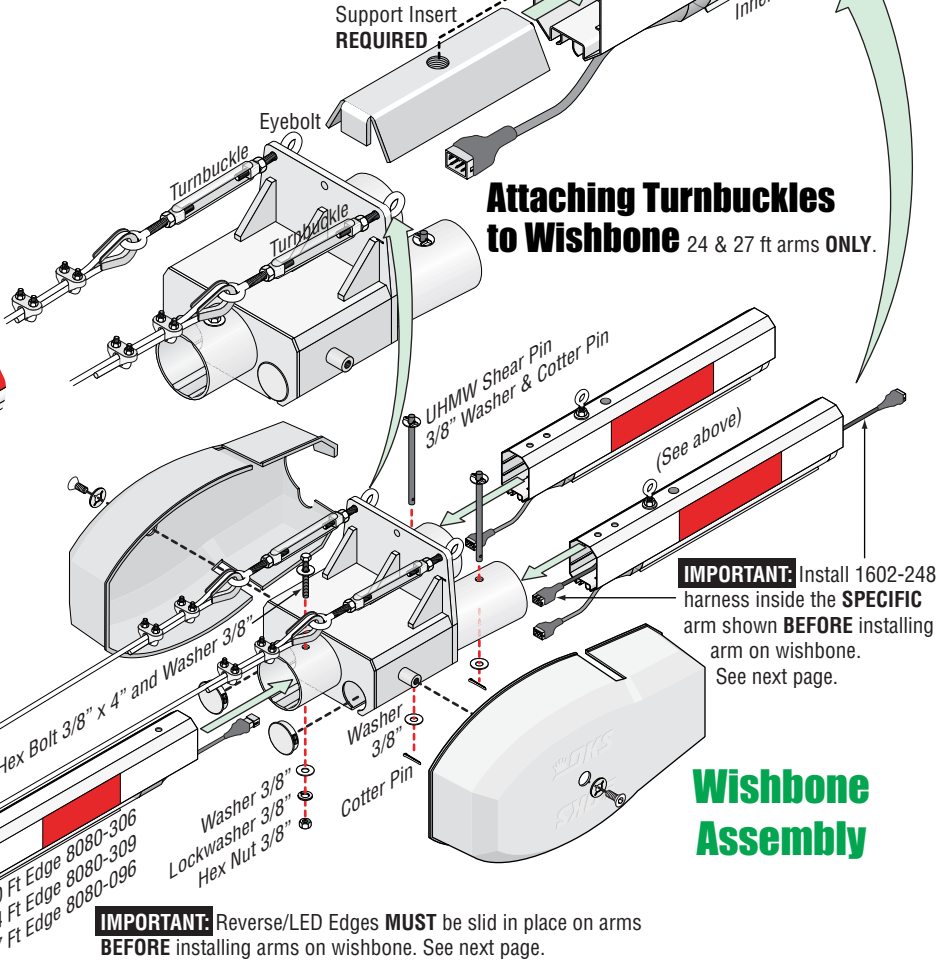 Support Insert
REQUIRED
Eyebolt
Turnbuckle
Turnbuckle
Attaching Turnbuckles
to Wishbone 24 & 27 ft arms ONLY.
UHMW Shear Pin
3/8" Washer & Cotter Pin
(See above)
IMPORTANT: Install 1602-248
harness inside the SPECIFIC
arm shown BEFORE installing
arm on wishbone.
See next page.
Hex Bolt 3/8" x 4" and Washer 3/8"
Washer
3/8"
Cotter Pin
Washer 3/8"
Lockwasher 3/8"
Hex Nut 3/8"
DKS
Wishbone
Assembly
Ft Edge 8080-306
Ft Edge 8080-309
Ft Edge 8080-096
IMPORTANT: Reverse/LED Edges MUST be slid in place on arms
BEFORE installing arms on wishbone. See next page.